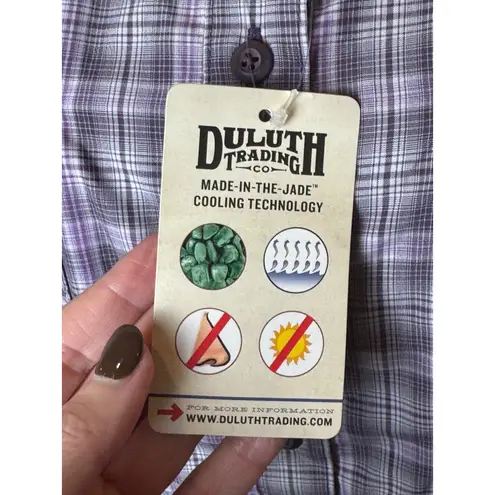 DULUTH
TRADING
CO
MADE-IN-THE-JADE™
COOLING TECHNOLOGY
FOR MORE INFORMATION
WWW.DULUTHTRADING.COM